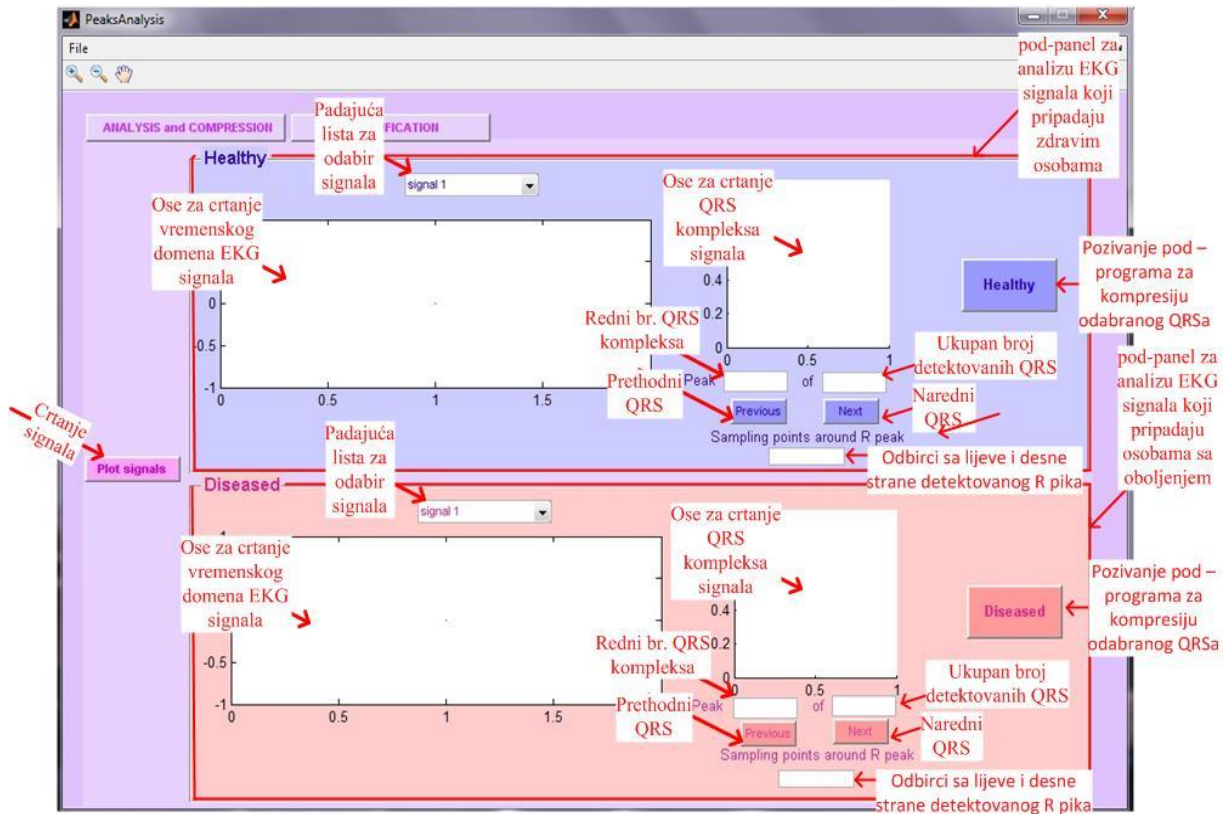 PeaksAnalysis
File
pod-panel za
analizu EKG
signala koji
pripadaju
zdravim
osobama
ANALYSIS and COMPRESSION
FICATION
Padajuća
lista za
odabir
signala
Healthy
signal 1
Ose za crtanje
vremenskog
domena EKG
signala
0
-0.5
-1
0
0.5
1
1.5
Ose za crtanje
QRS
kompleksa
signala
0.4
0.2
0
0
0.5
1
Healthy
Pozivanje pod –
programa za
kompresiju
odabranog QRSa
Redni br. QRS
kompleksa
Ukupan broj
detektovanih QRS
Peak
of
Prethodni
QRS
Previous
Next
Naredni
QRS
Sampling points around R peak
Odbirci sa lijeve i desne
strane detektovanog R pika
Crtanje
signala
Plot signals
pod-panel za
analizu EKG
signala koji
pripadaju
osobama sa
oboljenjem
Padajuća
lista za
odabir
signala
Diseased
signal 1
Ose za crtanje
vremenskog
domena EKG
signala
1
-0.5
-1
0
0.5
1
1.5
Ose za crtanje
QRS
kompleksa
signala
0.4
0.2
0
0
0.5
1
Diseased
Pozivanje pod –
programa za
kompresiju
odabranog QRSa
Redni br. QRS
kompleksa
Ukupan broj
detektovanih QRS
Peak
of
Prethodni
QRS
Previous
Next
Naredni
QRS
Sampling points around R peak
Odbirci sa lijeve i desne
strane detektovanog R pika